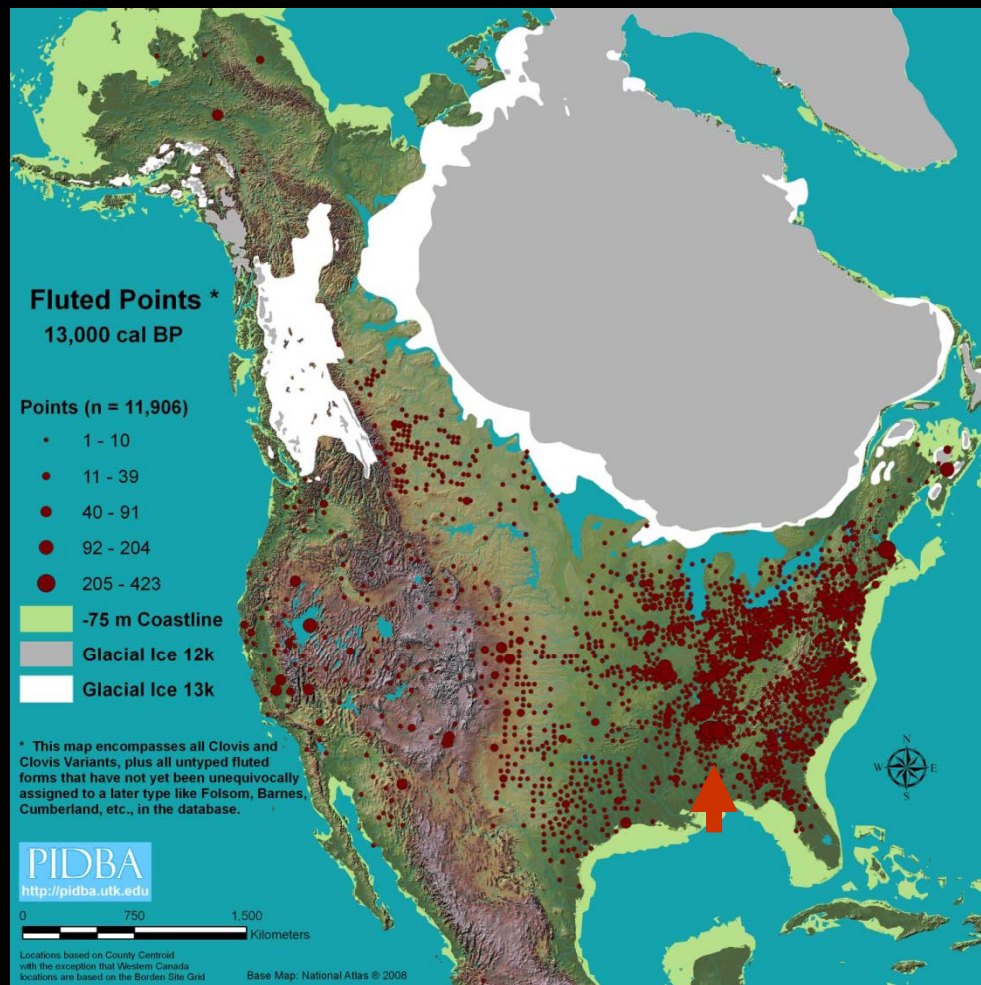 Fluted Points *
13,000 cal BP
Points (n = 11,906)
1 - 10
11 - 39
40 - 91
92 - 204
205 - 423
-75 m Coastline
Glacial Ice 12k
Glacial Ice 13k
* This map encompasses all Clovis and
Clovis Variants, plus all untyped fluted
forms that have not yet been unequivocally
assigned to a later type like Folsom, Barnes,
Cumberland, etc., in the database.
N
W E
S
PIDBA
http://pidba.utk.edu
0 750 1,500
Kilometers
Locations based on County Centroid
with the exception that Western Canada
locations are based on the Borden Site Grid
Base Map: National Atlas ® 2008